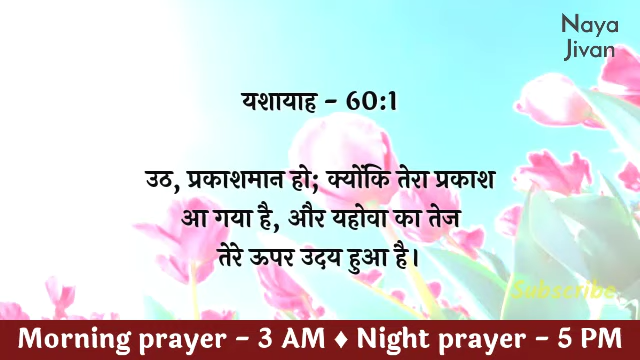 Naya
Jivan
यशायाह - 60:1
उठ, प्रकाशमान हो; क्योंकि तेरा प्रकाश
आ गया है, और यहोवा का तेज
तेरे ऊपर उदय हुआ है।
Subscribe
Morning prayer - 3 AM ♦ Night prayer - 5 PM